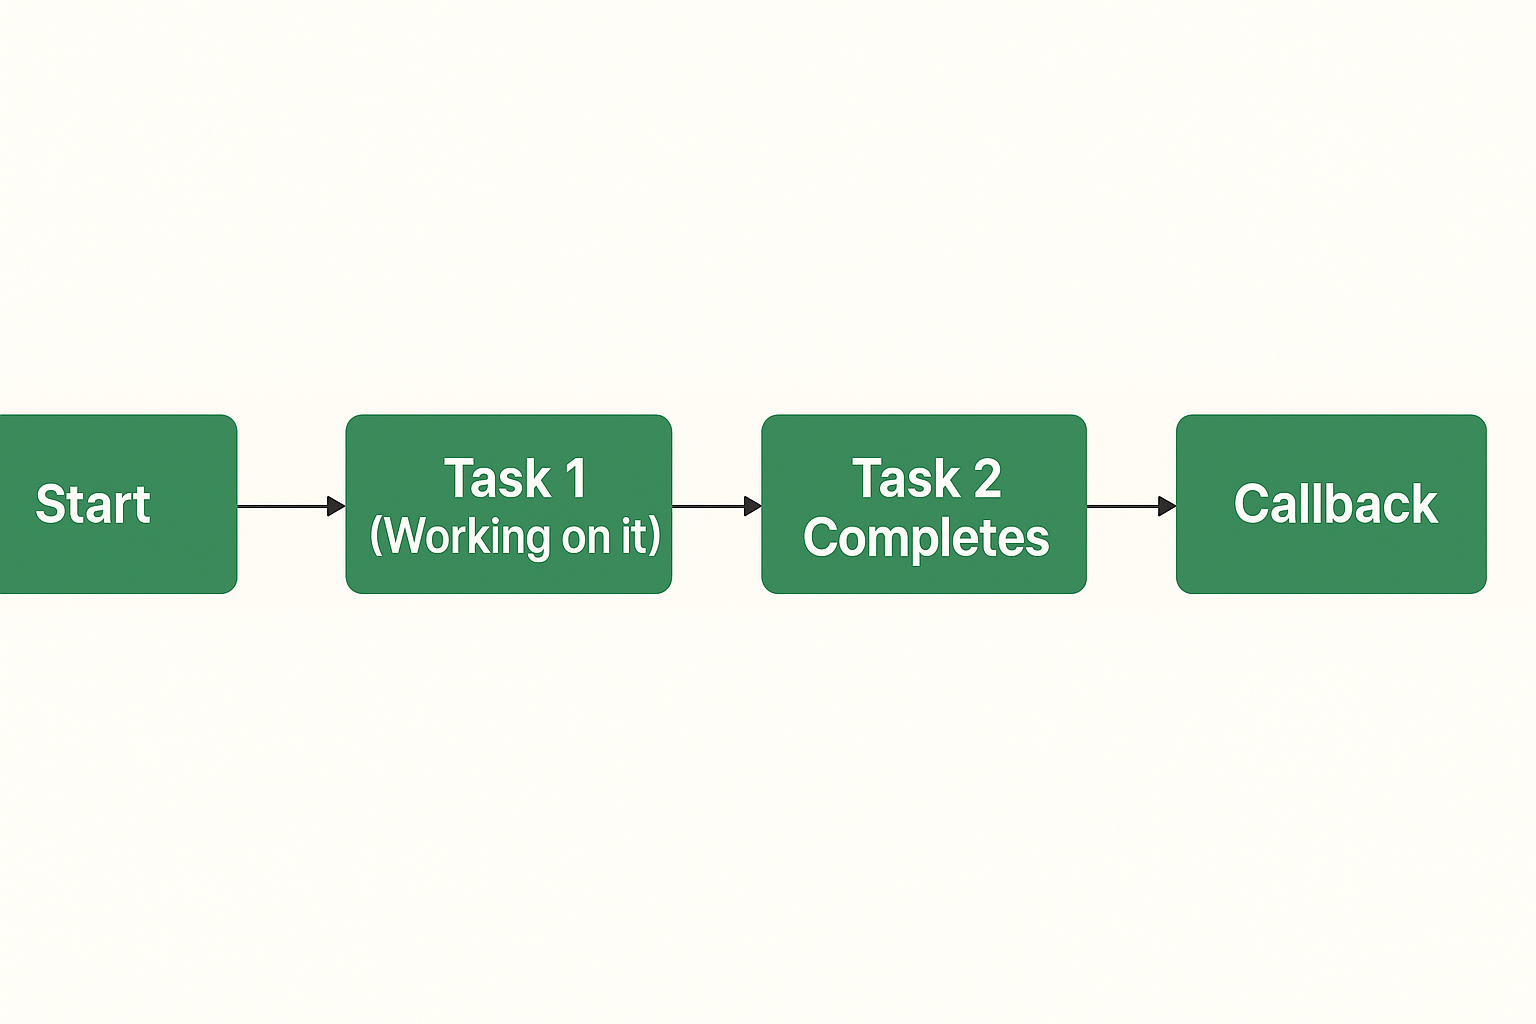 Start
Task 1
(Working on it)
Task 2
Completes
Callback